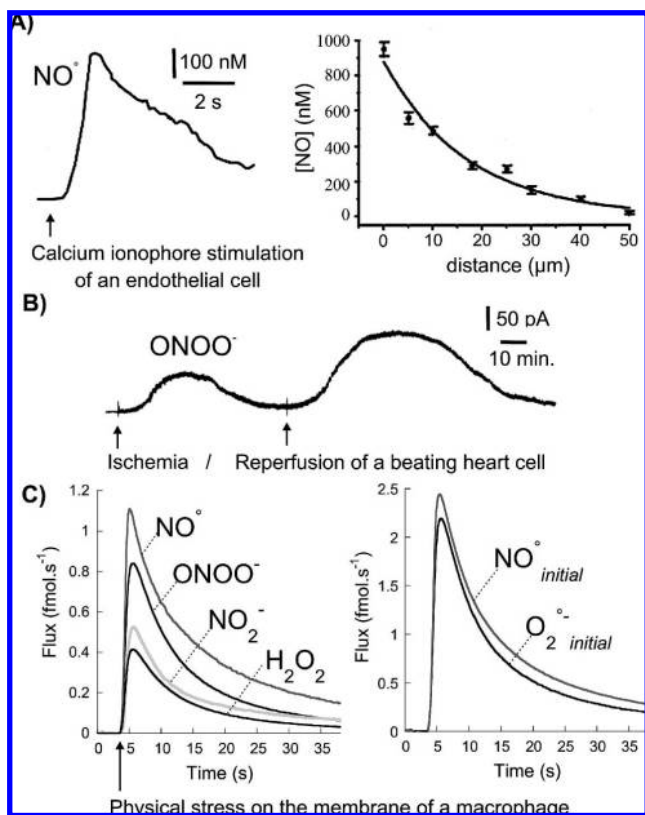 A)
NO°
100 nM
2 s
Calcium ionophore stimulation
of an endothelial cell
[NO] (nM)
1000
800
600
400
200
0
0 10 20 30 40 50
distance (µm)
B)
ONOO⁻
50 pA
10 min.
Ischemia / Reperfusion of a beating heart cell
C)
Flux (fmol.s⁻¹)
1.2
1
0.8
0.6
0.4
0.2
0
NO°
ONOO⁻
NO₂⁻
H₂O₂
0 5 10 15 20 25 30 35
Time (s)
Physical stress on the membrane of a macrophage
Flux (fmol.s⁻¹)
2.5
2.0
1.5
1.0
0.5
0
NO° initial
O₂°⁻ initial
0 5 10 15 20 25 30 35
Time (s)